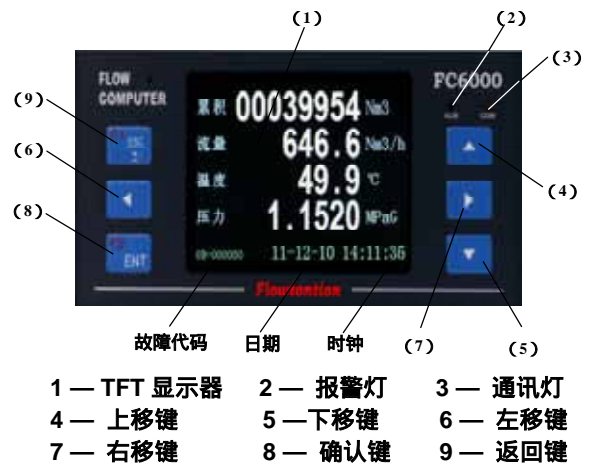 (1)
(2)
(3)
FLOW
COMPUTER
FC6000
(9)
ESC
累积 00039954 Nm3
流量 646.6 Nm3/h
(6)
温度 49.9 ℃
(4)
(8)
压力 1.1520 MPaG
ENT
11-12-10 14:11:36
故障代码 日期 时钟 (7) (5)
1 — TFT 显示器 2 — 报警灯 3 — 通讯灯
4 — 上移键 5 —下移键 6 — 左移键
7 — 右移键 8 — 确认键 9 — 返回键